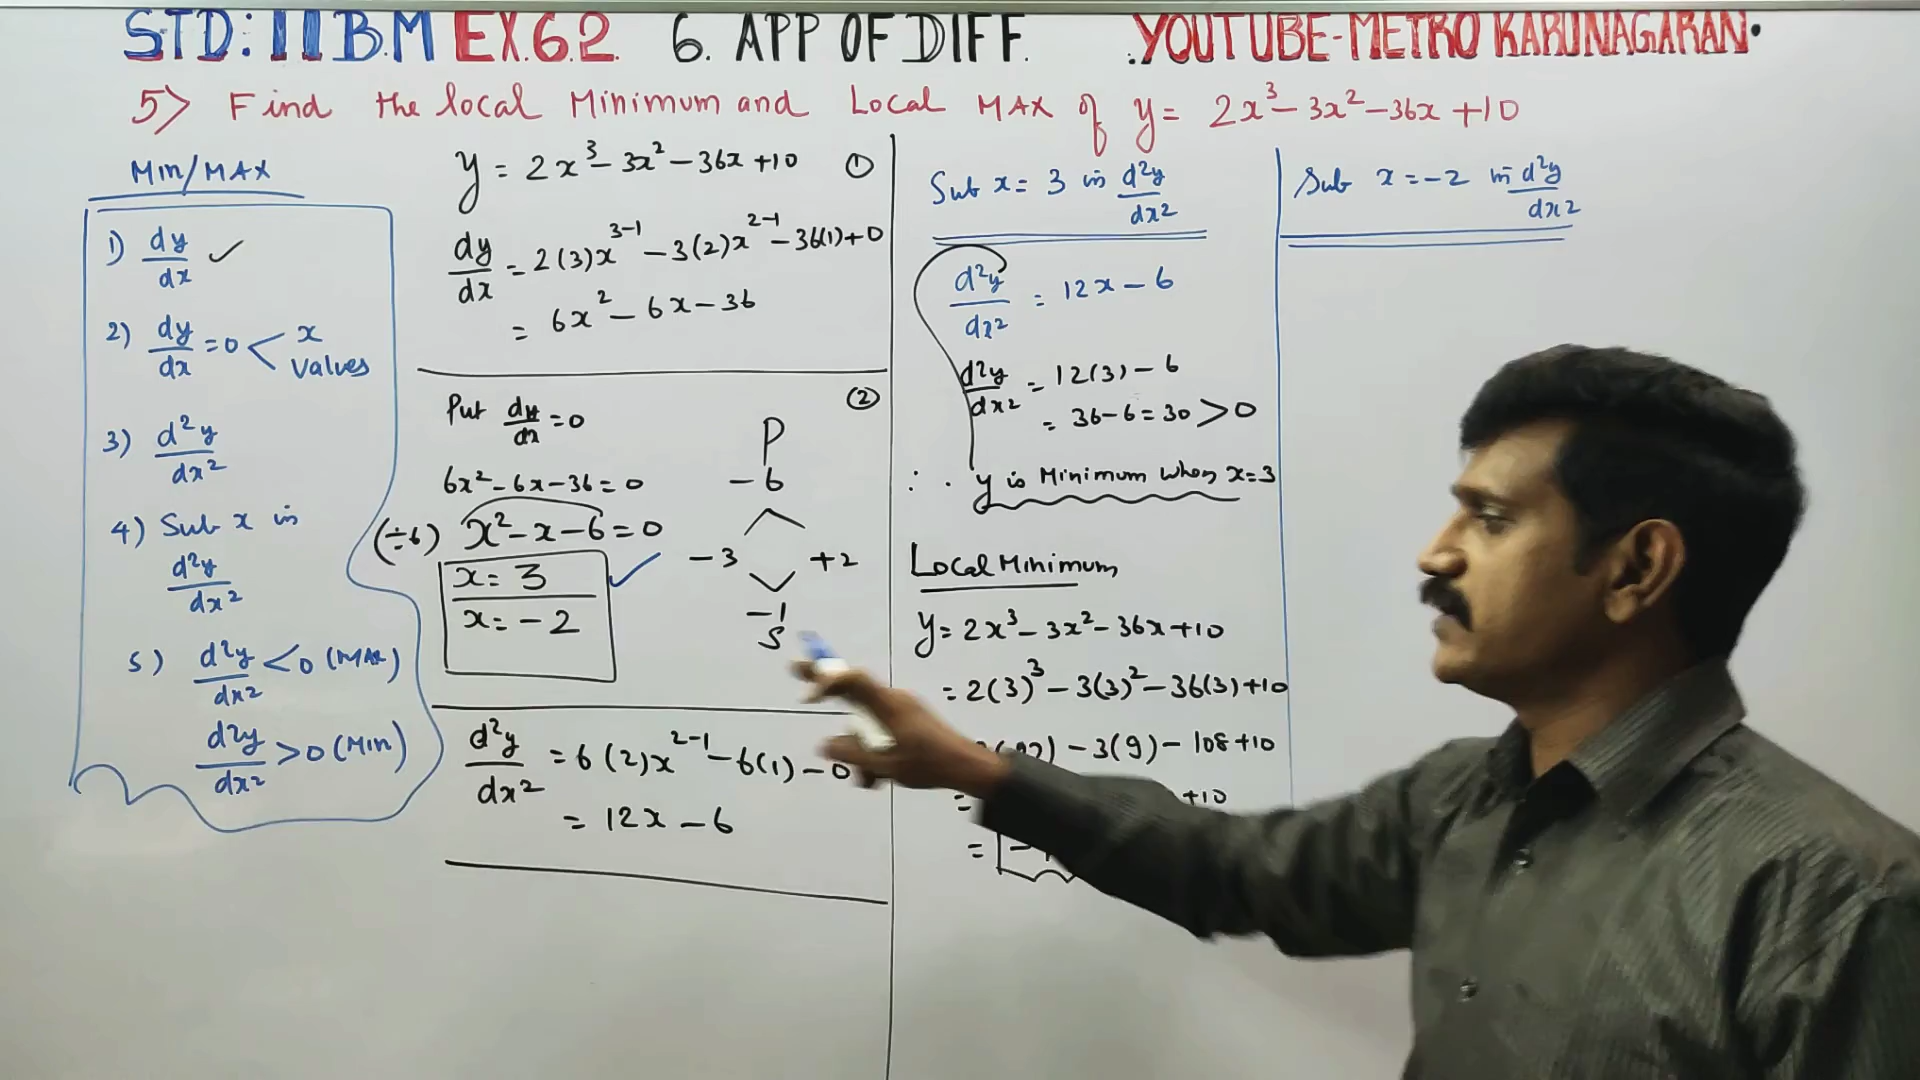 STD: 11 B.M EX.6.2. 6. APP OF DIFF. .YOUTUBE-METRO KARUNAGARAN.
5) Find the local Minimum and Local MAX of y = 2x³-3x²-36x+10
Min/MAX
1) dy/dx ✓
2) dy/dx = 0 < x values
3) d²y/dx²
4) Sub x in d²y/dx²
5) d²y/dx² < 0 (MAX)
d²y/dx² > 0 (Min)
y = 2x³-3x²-36x+10 ①
dy/dx = 2(3)x³⁻¹ - 3(2)x²⁻¹ - 36(1)+0
= 6x² - 6x - 36
Put dy/dx = 0 ②
6x²-6x-36=0
(÷6) x²-x-6=0
x = 3 ✓
x = -2
P
-6
-3 +2
-1
S
d²y/dx² = 6(2)x²⁻¹ - 6(1) - 0
= 12x - 6
Sub x = 3 in d²y/dx²
d²y/dx² = 12x - 6
d²y/dx² = 12(3) - 6
= 36-6 = 30 > 0
∴ y is Minimum when x=3
Local Minimum
y = 2x³-3x²-36x+10
= 2(3)³-3(3)²-36(3)+10
) - 3(9) - 108+10
= +10
= -
Sub x = -2 in d²y/dx²